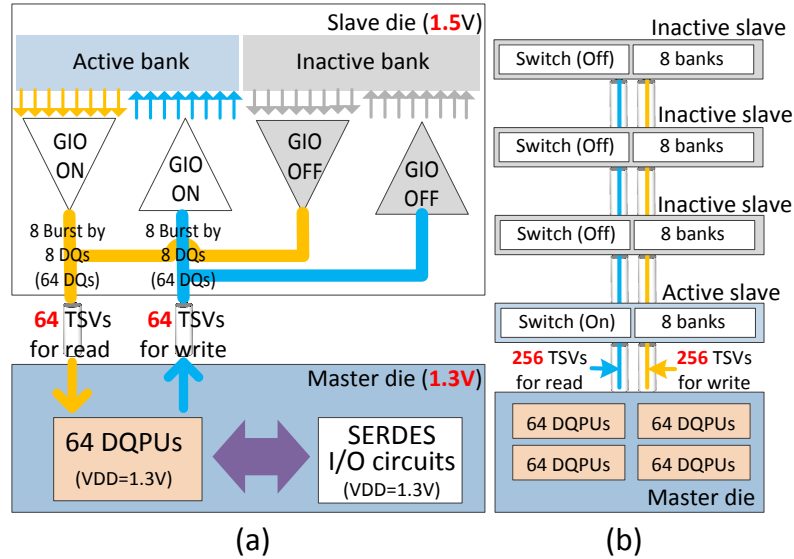 Slave die (1.5V)
Active bank
Inactive bank
GIO
ON
GIO
ON
GIO
OFF
GIO
OFF
8 Burst by
8 DQs
(64 DQs)
8 Burst by
8 DQs
(64 DQs)
64 TSVs
for read
64 TSVs
for write
Master die (1.3V)
64 DQPUs
(VDD=1.3V)
SERDES
I/O circuits
(VDD=1.3V)
(a)
Inactive slave
Switch (Off)
8 banks
Inactive slave
Switch (Off)
8 banks
Inactive slave
Switch (Off)
8 banks
Active slave
Switch (On)
8 banks
256 TSVs
for read
256 TSVs
for write
64 DQPUs
64 DQPUs
64 DQPUs
64 DQPUs
Master die
(b)